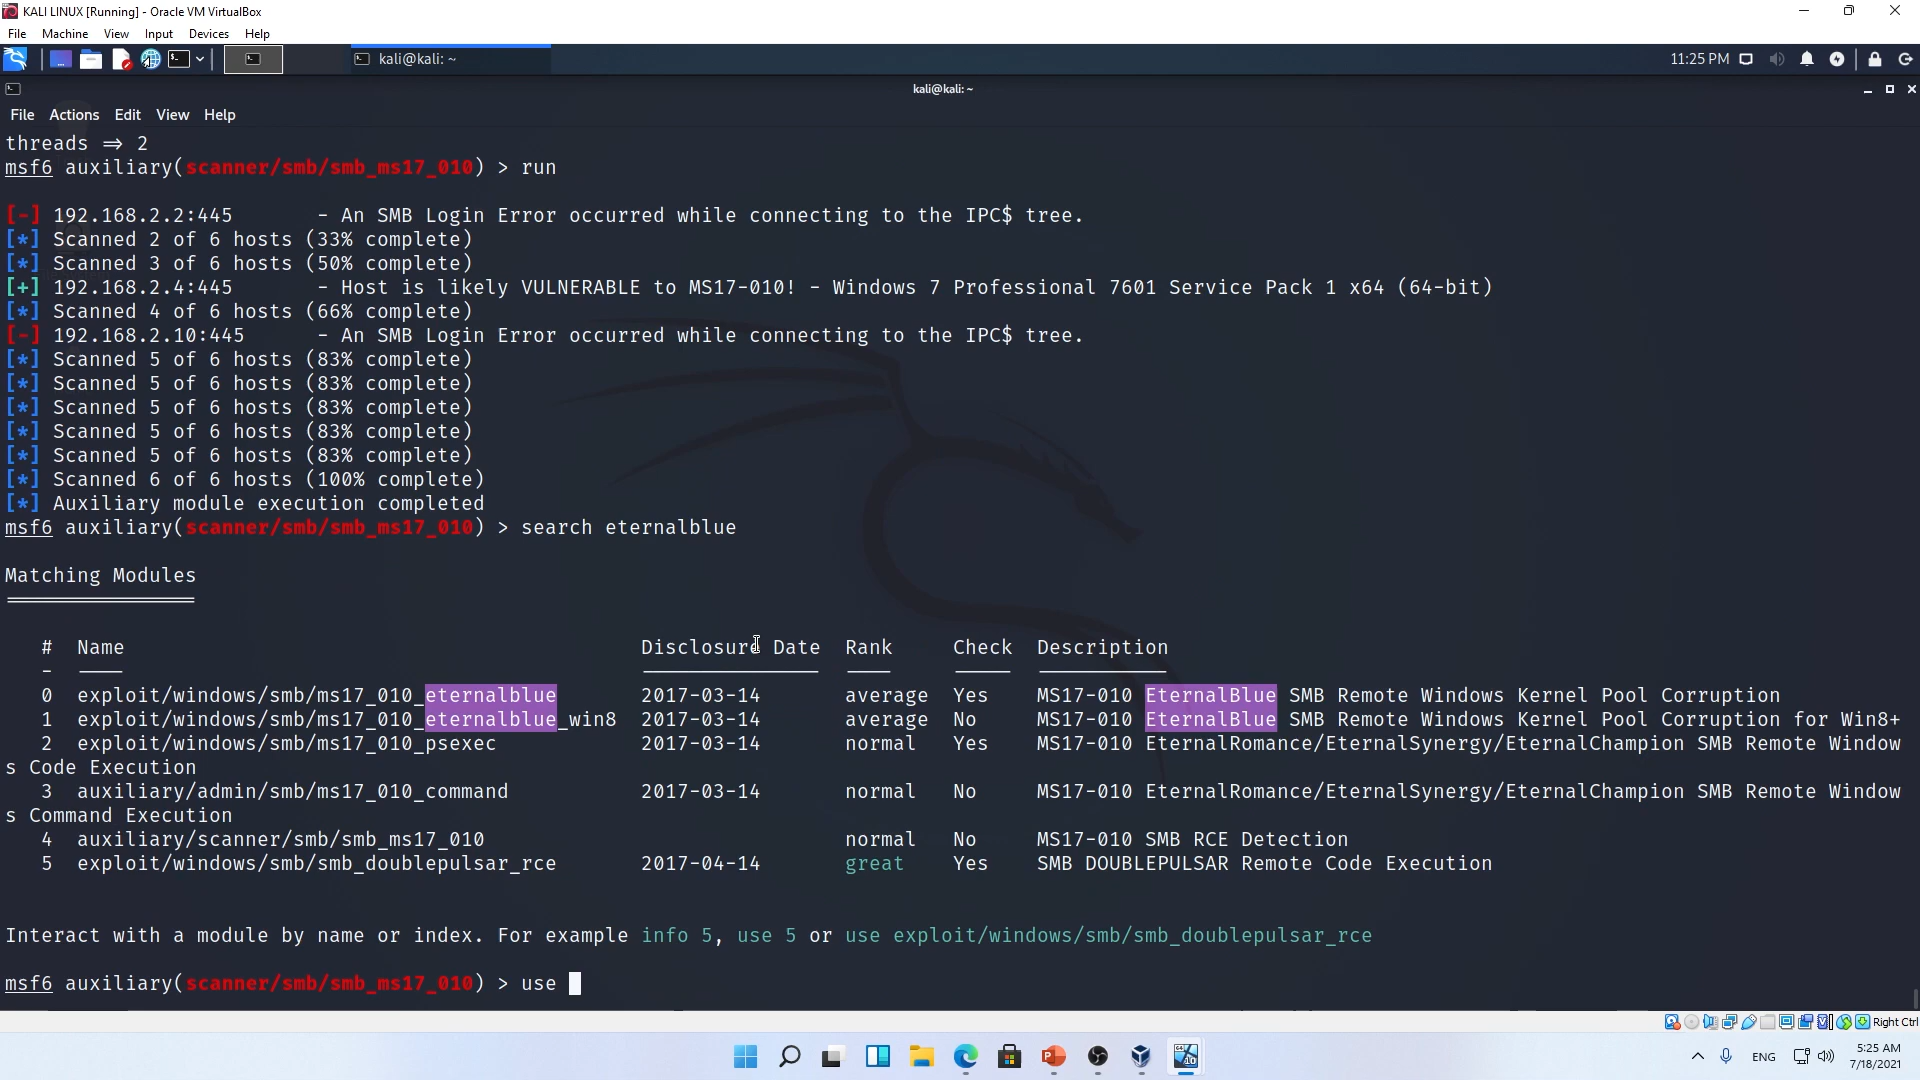 KALI LINUX [Running] - Oracle VM VirtualBox
File Machine View Input Devices Help
kali@kali: ~ 11:25 PM
kali@kali: ~
File Actions Edit View Help
threads ⇒ 2
msf6 auxiliary(scanner/smb/smb_ms17_010) > run
[-] 192.168.2.2:445 - An SMB Login Error occurred while connecting to the IPC$ tree.
[*] Scanned 2 of 6 hosts (33% complete)
[*] Scanned 3 of 6 hosts (50% complete)
[+] 192.168.2.4:445 - Host is likely VULNERABLE to MS17-010! - Windows 7 Professional 7601 Service Pack 1 x64 (64-bit)
[*] Scanned 4 of 6 hosts (66% complete)
[-] 192.168.2.10:445 - An SMB Login Error occurred while connecting to the IPC$ tree.
[*] Scanned 5 of 6 hosts (83% complete)
[*] Scanned 5 of 6 hosts (83% complete)
[*] Scanned 5 of 6 hosts (83% complete)
[*] Scanned 5 of 6 hosts (83% complete)
[*] Scanned 5 of 6 hosts (83% complete)
[*] Scanned 6 of 6 hosts (100% complete)
[*] Auxiliary module execution completed
msf6 auxiliary(scanner/smb/smb_ms17_010) > search eternalblue
Matching Modules
# Name Disclosure Date Rank Check Description
0 exploit/windows/smb/ms17_010_eternalblue 2017-03-14 average Yes MS17-010 EternalBlue SMB Remote Windows Kernel Pool Corruption
1 exploit/windows/smb/ms17_010_eternalblue_win8 2017-03-14 average No MS17-010 EternalBlue SMB Remote Windows Kernel Pool Corruption for Win8+
2 exploit/windows/smb/ms17_010_psexec 2017-03-14 normal Yes MS17-010 EternalRomance/EternalSynergy/EternalChampion SMB Remote Window
s Code Execution
3 auxiliary/admin/smb/ms17_010_command 2017-03-14 normal No MS17-010 EternalRomance/EternalSynergy/EternalChampion SMB Remote Window
s Command Execution
4 auxiliary/scanner/smb/smb_ms17_010 normal No MS17-010 SMB RCE Detection
5 exploit/windows/smb/smb_doublepulsar_rce 2017-04-14 great Yes SMB DOUBLEPULSAR Remote Code Execution
Interact with a module by name or index. For example info 5, use 5 or use exploit/windows/smb/smb_doublepulsar_rce
msf6 auxiliary(scanner/smb/smb_ms17_010) > use
Right Ctrl
ENG 5:25 AM
7/18/2021